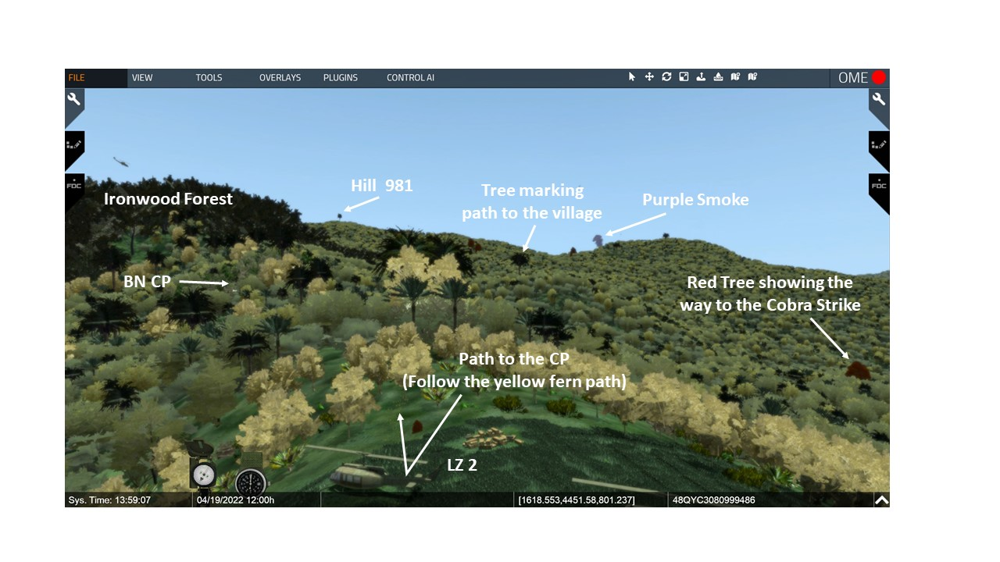 FILE VIEW TOOLS OVERLAYS PLUGINS CONTROL AI OME
FDC
FDC
Ironwood Forest
Hill 981
Tree marking
path to the village
Purple Smoke
BN CP
Red Tree showing the
way to the Cobra Strike
Path to the CP
(Follow the yellow fern path)
LZ 2
Sys. Time: 13:59:07 04/19/2022 12:00h [1618.553,4451.58,801.237] 48QYC3080999486